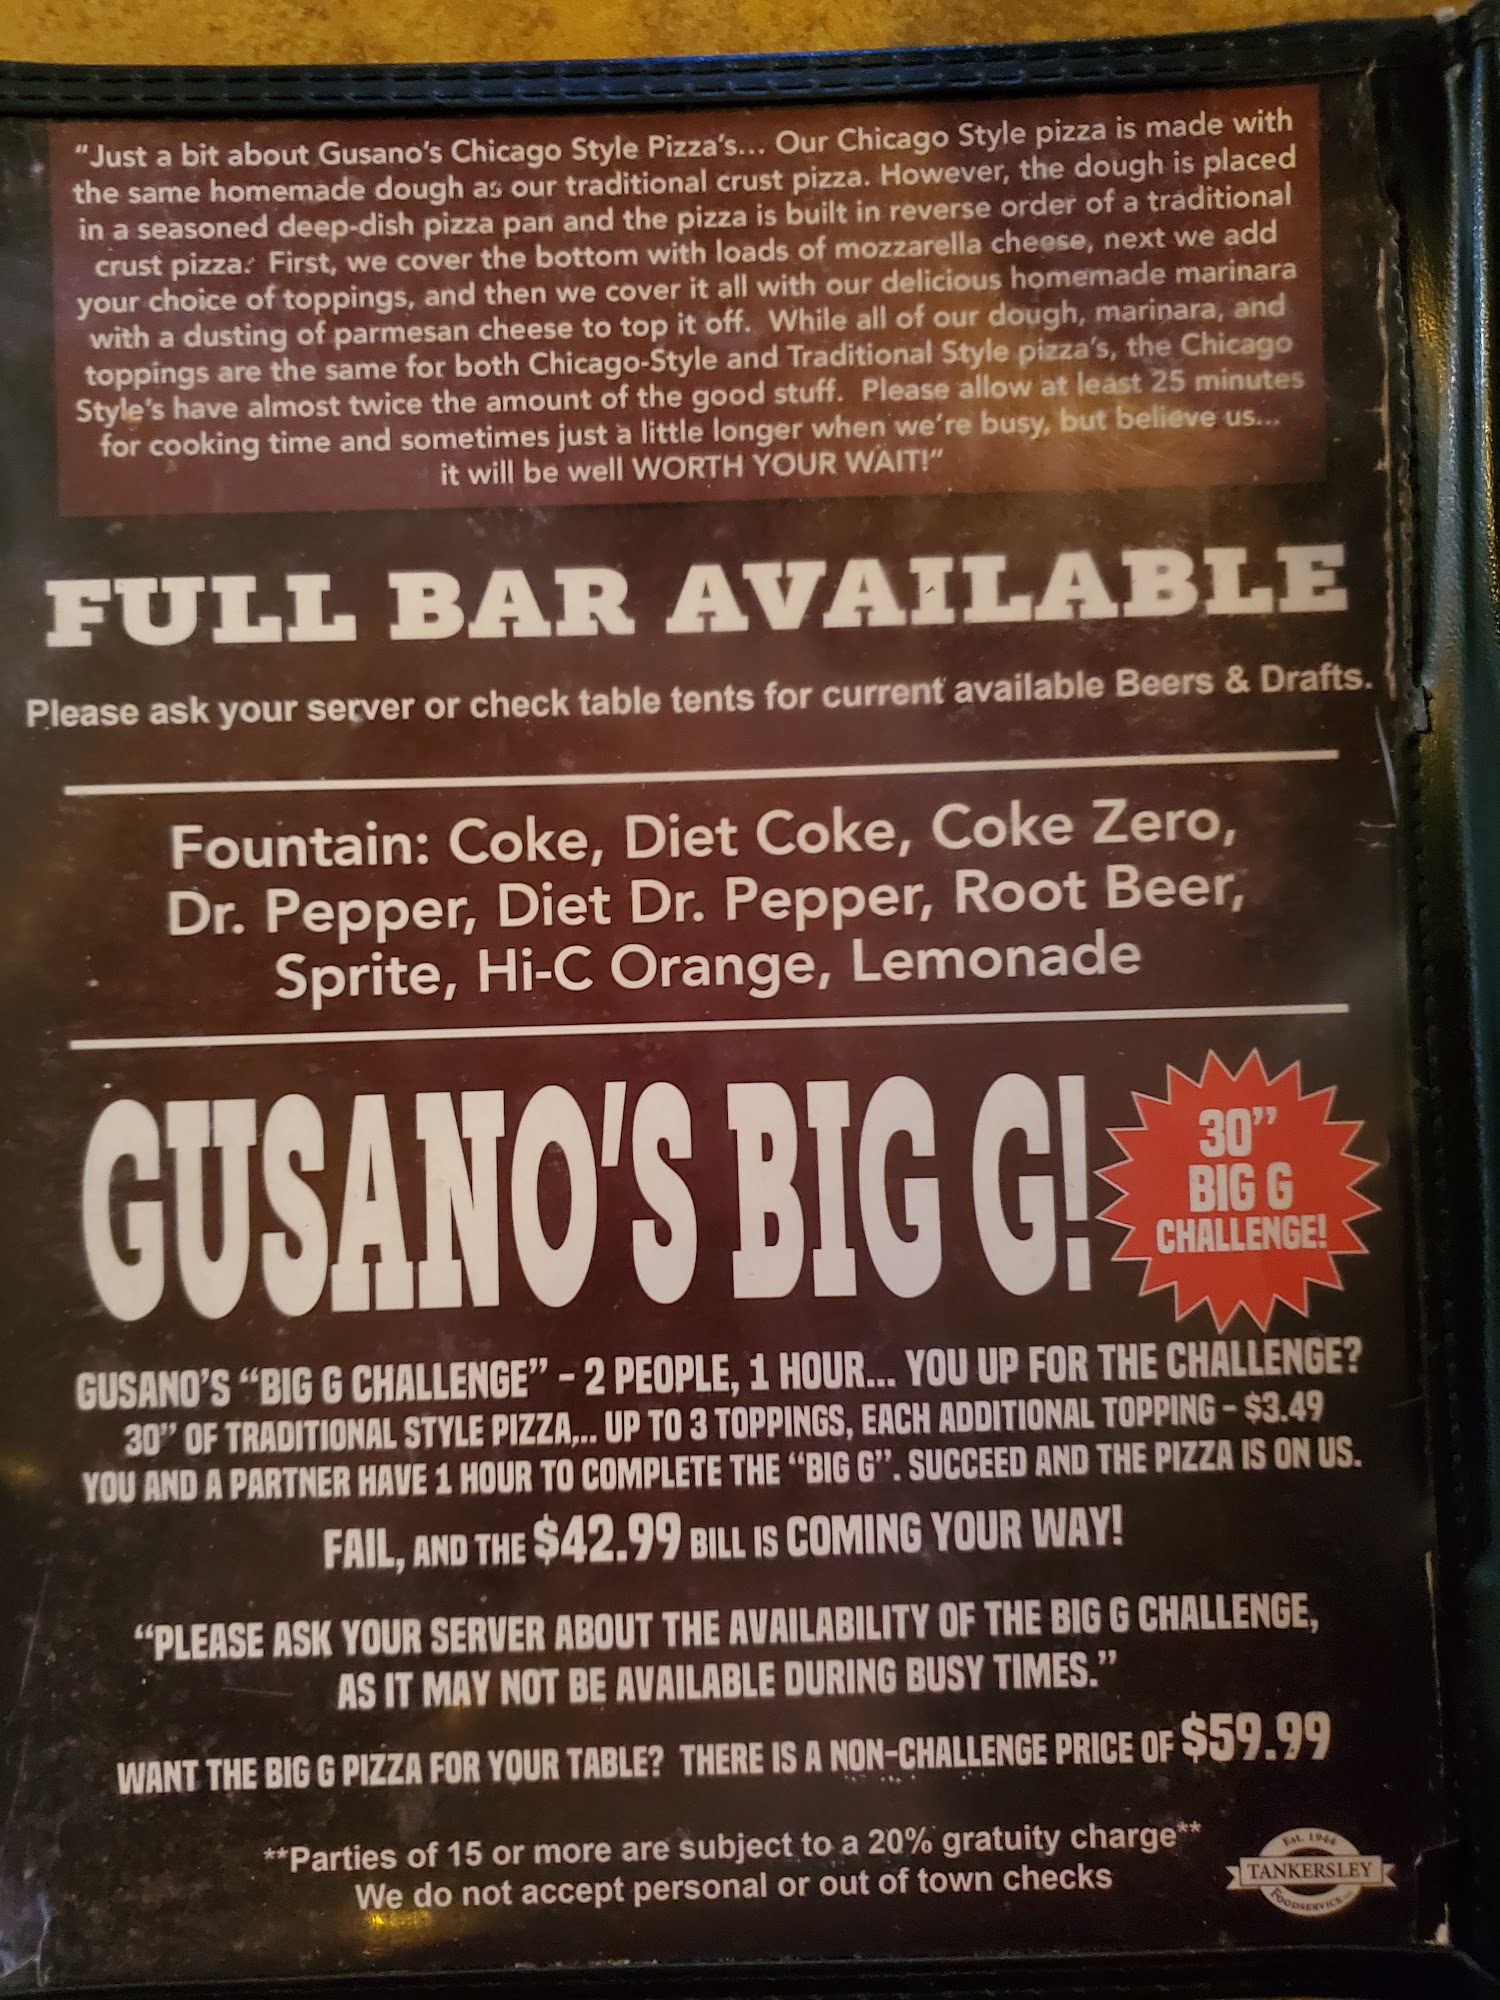 “Just a bit about Gusano’s Chicago Style Pizza’s... Our Chicago Style pizza is made with
the same homemade dough as our traditional crust pizza. However, the dough is placed
in a seasoned deep-dish pizza pan and the pizza is built in reverse order of a traditional
crust pizza. First, we cover the bottom with loads of mozzarella cheese, next we add
your choice of toppings, and then we cover it all with our delicious homemade marinara
with a dusting of parmesan cheese to top it off. While all of our dough, marinara, and
toppings are the same for both Chicago-Style and Traditional Style pizza’s, the Chicago
Style’s have almost twice the amount of the good stuff. Please allow at least 25 minutes
for cooking time and sometimes just a little longer when we’re busy, but believe us...
it will be well WORTH YOUR WAIT!“
FULL BAR AVAILABLE
Please ask your server or check table tents for current available Beers & Drafts.
Fountain: Coke, Diet Coke, Coke Zero,
Dr. Pepper, Diet Dr. Pepper, Root Beer,
Sprite, Hi-C Orange, Lemonade
GUSANO’S BIG G!
30”
BIG G
CHALLENGE!
GUSANO’S “BIG G CHALLENGE” - 2 PEOPLE, 1 HOUR... YOU UP FOR THE CHALLENGE?
30” OF TRADITIONAL STYLE PIZZA,.. UP TO 3 TOPPINGS, EACH ADDITIONAL TOPPING - $3.49
YOU AND A PARTNER HAVE 1 HOUR TO COMPLETE THE “BIG G”. SUCCEED AND THE PIZZA IS ON US.
FAIL, AND THE $42.99 BILL IS COMING YOUR WAY!
“PLEASE ASK YOUR SERVER ABOUT THE AVAILABILITY OF THE BIG G CHALLENGE,
AS IT MAY NOT BE AVAILABLE DURING BUSY TIMES.”
WANT THE BIG G PIZZA FOR YOUR TABLE? THERE IS A NON-CHALLENGE PRICE OF $59.99
**Parties of 15 or more are subject to a 20% gratuity charge**
We do not accept personal or out of town checks
Est. 1944
TANKERSLEY
FOODSERVICE